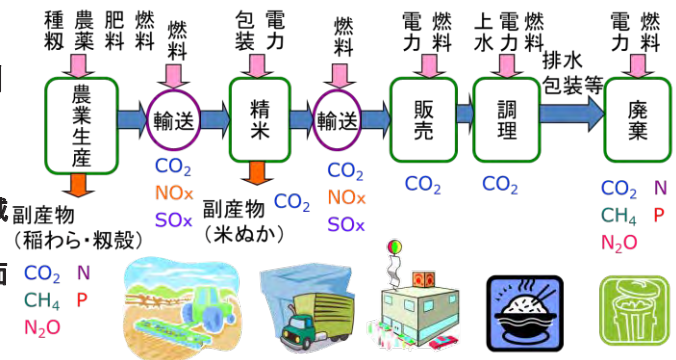 種籾 農薬 肥料 燃料
燃料
包装 電力
燃料
電力 燃料
上水 電力 燃料
電力 燃料
農業生産
輸送
精米
輸送
販売
調理
排水
包装等
廃棄
CO₂
NOx
SOx
CO₂
CO₂
NOx
SOx
CO₂
CO₂
CO₂ N
CH₄ P
N₂O
減
副産物
(稲わら・籾殻)
副産物
(米ぬか)
面
CO₂ N
CH₄ P
N₂O